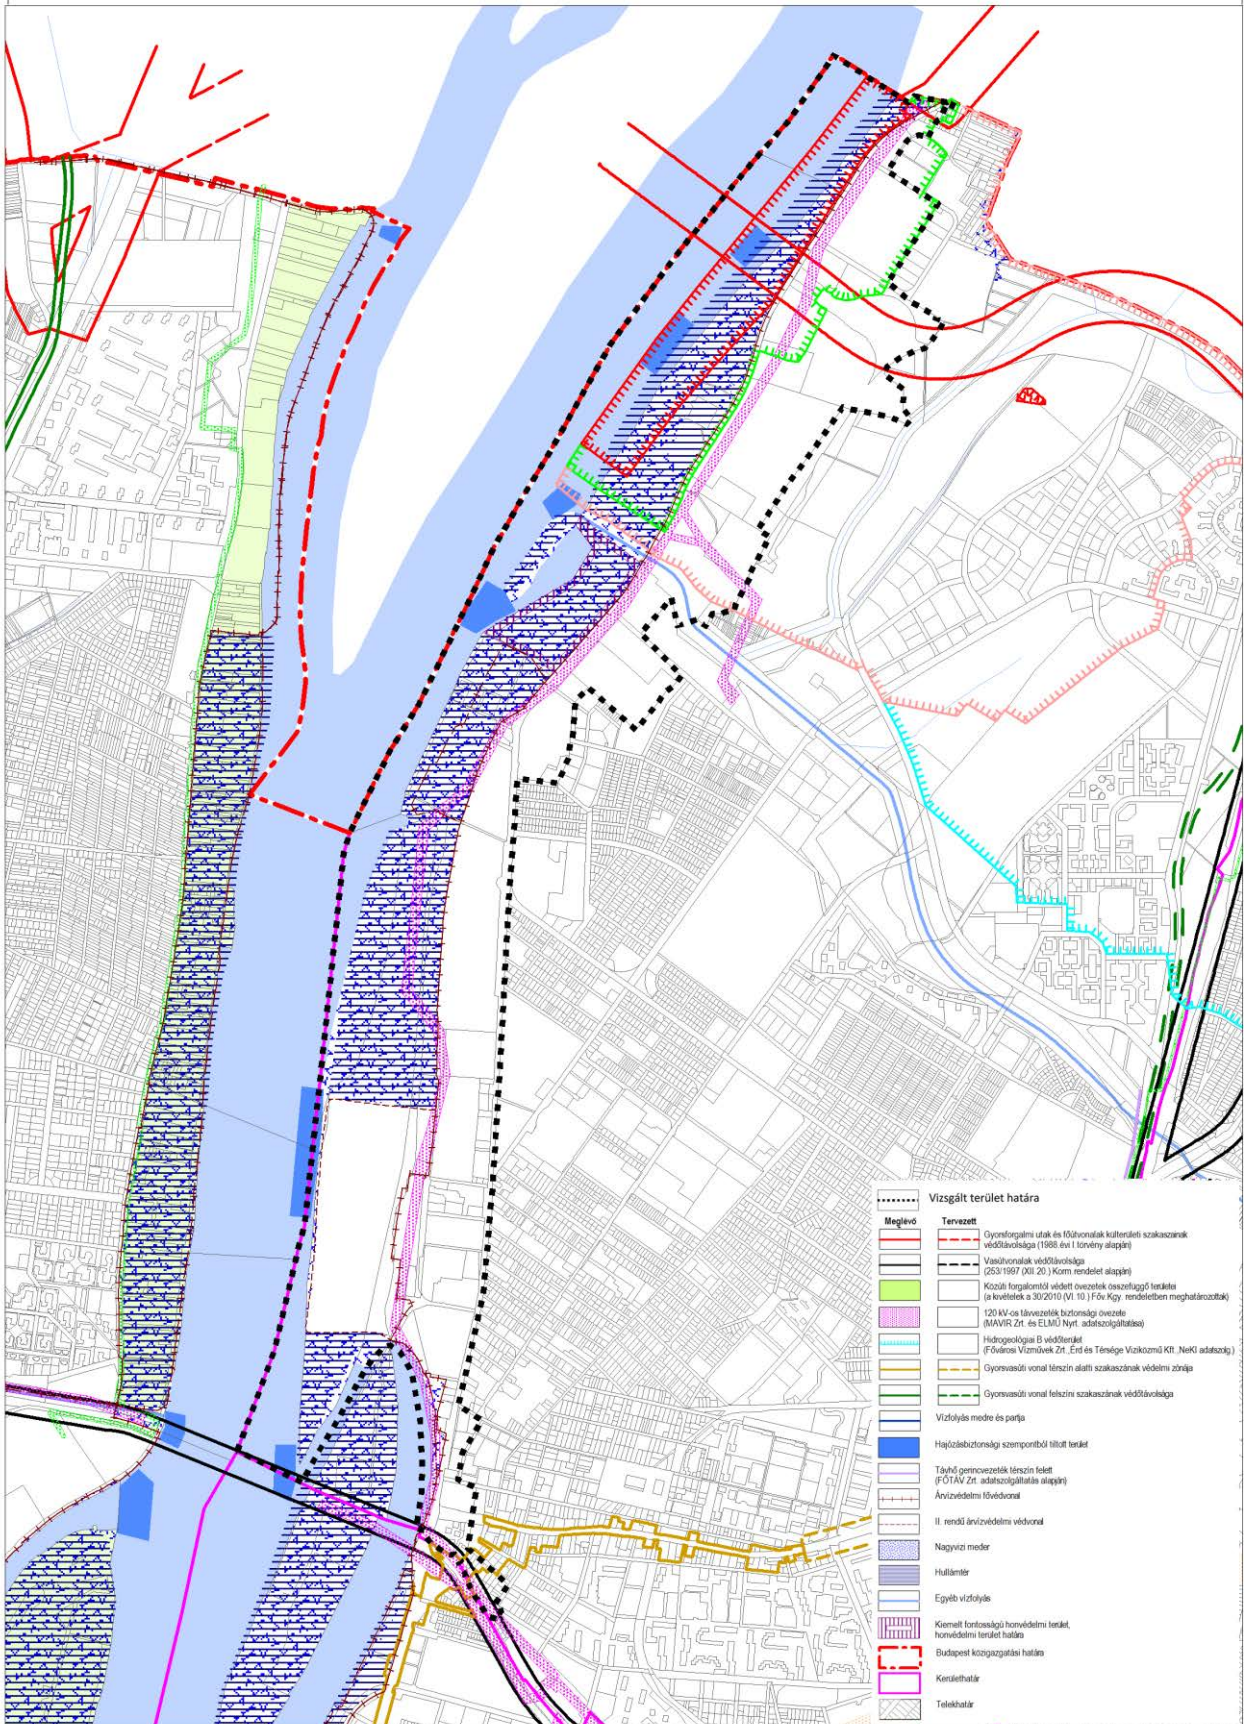 Vizsgált terület határa
Meglévő Tervezett
Gyorsforgalmi utak és főútvonalak külterületi szakaszainak
védőtávolsága (1988.évi I.törvény alapján)
Vasútvonalak védőtávolsága
(253/1997 (XII.20.) Korm.rendelet alapján)
Közúti forgalomtól védett övezetek összefüggő területei
(a kivételek a 30/2010 (VI.10.) Főv.Kgy. rendeletben meghatározottak)
120 kV-os távvezeték biztonsági övezete
(MAVIR Zrt. és ELMŰ Nyrt. adatszolgáltatása)
Hidrogeológiai B védőterület
(Fővárosi Vízművek Zrt.,Érd és Térsége Víziközmű Kft.,NeKI adatszolg.)
Gyorsvasúti vonal térszín alatti szakaszának védelmi zónája
Gyorsvasúti vonal felszíni szakaszának védőtávolsága
Vízfolyás medre és partja
Hajózásbiztonsági szempontból tiltott terület
Távhő gerincvezeték térszín felett
(FŐTÁV Zrt. adatszolgáltatás alapján)
Árvízvédelmi fővédvonal
II. rendű árvízvédelmi védvonal
Nagyvízi meder
Hullámtér
Egyéb vízfolyás
Kiemelt fontosságú honvédelmi terület,
honvédelmi terület határa
Budapest közigazgatási határa
Kerülethatár
Telekhatár